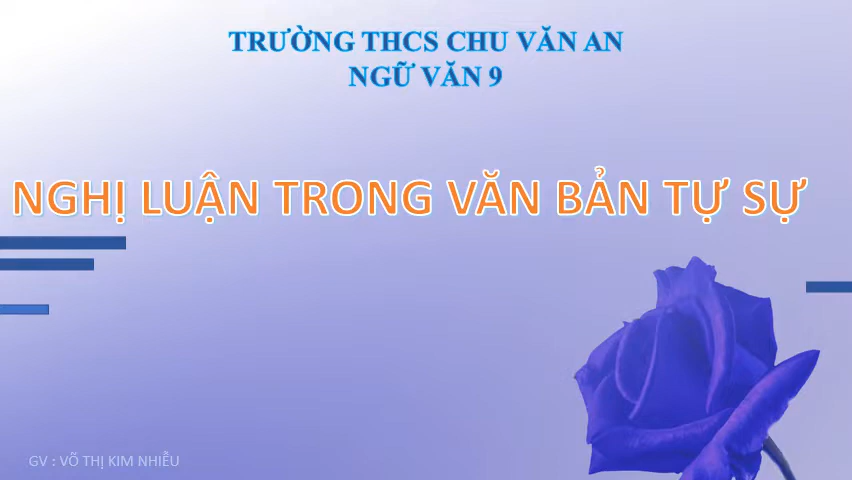 TRƯỜNG THCS CHU VĂN AN
NGỮ VĂN 9
NGHỊ LUẬN TRONG VĂN BẢN TỰ SỰ
GV : VÕ THỊ KIM NHIỄU